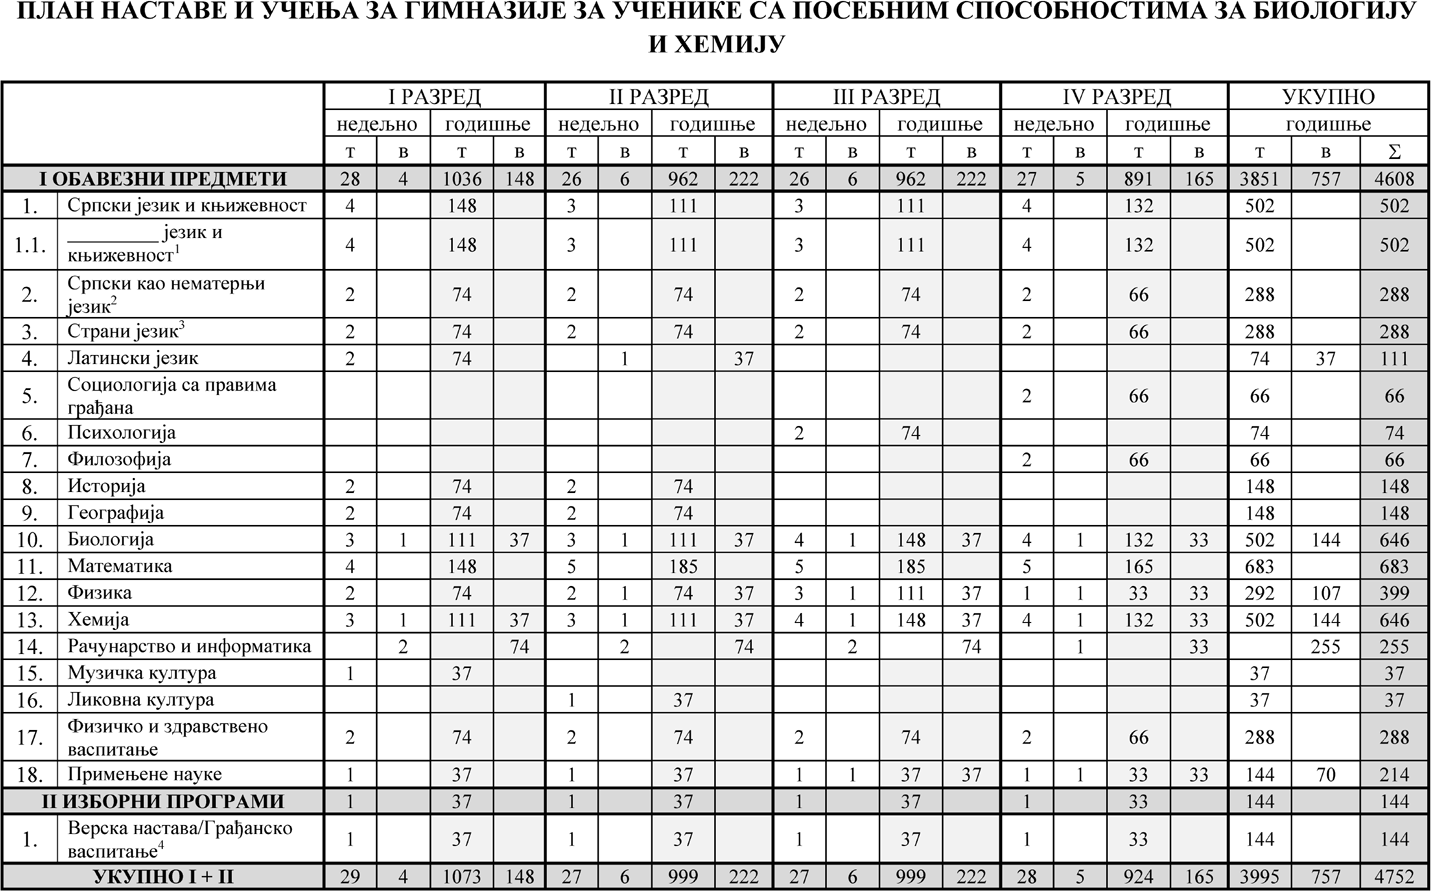 ПЛАН НАСТАВЕ И УЧЕЊА ЗА ГИМНАЗИЈЕ ЗА УЧЕНИКЕ СА ПОСЕБНИМ СПОСОБНОСТИМА ЗА БИОЛОГИЈУ
И ХЕМИЈУ
I РАЗРЕД II РАЗРЕД III РАЗРЕД IV РАЗРЕД УКУПНО
недељно годишње недељно годишње недељно годишње недељно годишње годишње
т в т в т в т в т в т в т в т в т в Σ
I ОБАВЕЗНИ ПРЕДМЕТИ 28 4 1036 148 26 6 962 222 26 6 962 222 27 5 891 165 3851 757 4608
1. Српски језик и књижевност 4 148 3 111 3 111 4 132 502 502
1.1. _________ језик и
књижевност1 4 148 3 111 3 111 4 132 502 502
2. Српски као нематерњи
језик2 2 74 2 74 2 74 2 66 288 288
3. Страни језик3 2 74 2 74 2 74 2 66 288 288
4. Латински језик 2 74 1 37 74 37 111
5. Социологија са правима
грађана 2 66 66 66
6. Психологија 2 74 74 74
7. Филозофија 2 66 66 66
8. Историја 2 74 2 74 148 148
9. Географија 2 74 2 74 148 148
10. Биологија 3 1 111 37 3 1 111 37 4 1 148 37 4 1 132 33 502 144 646
11. Математика 4 148 5 185 5 185 5 165 683 683
12. Физика 2 74 2 1 74 37 3 1 111 37 1 1 33 33 292 107 399
13. Хемија 3 1 111 37 3 1 111 37 4 1 148 37 4 1 132 33 502 144 646
14. Рачунарство и информатика 2 74 2 74 2 74 1 33 255 255
15. Музичка култура 1 37 37 37
16. Ликовна култура 1 37 37 37
17. Физичко и здравствено
васпитање 2 74 2 74 2 74 2 66 288 288
18. Примењене науке 1 37 1 37 1 1 37 37 1 1 33 33 144 70 214
II ИЗБОРНИ ПРОГРАМИ 1 37 1 37 1 37 1 33 144 144
1. Верска настава/Грађанско
васпитање4 1 37 1 37 1 37 1 33 144 144
УКУПНО I + II 29 4 1073 148 27 6 999 222 27 6 999 222 28 5 924 165 3995 757 4752